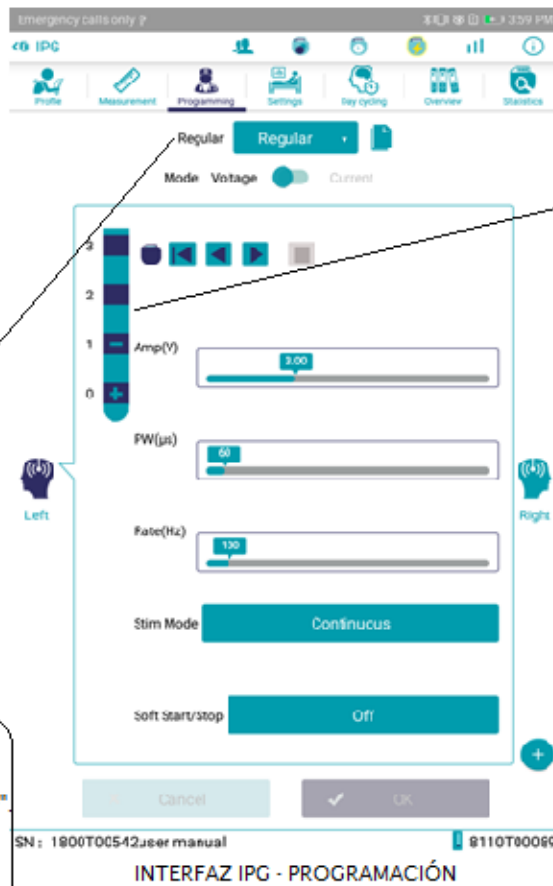 Emergency calls only ? 3:59 PM
IPG
Profile Measurement Programming Settings Day cycling Overview Statistics
Regular Regular
Mode Votage Current
3
2
1
0
Amp(V)
3.00
PW(µs)
60
Rate(Hz)
130
Left
Right
Stim Mode Continuous
Soft Start/Stop Off
Cancel OK
SN: 1800T00542user manual 8110T0008
INTERFAZ IPG - PROGRAMACIÓN